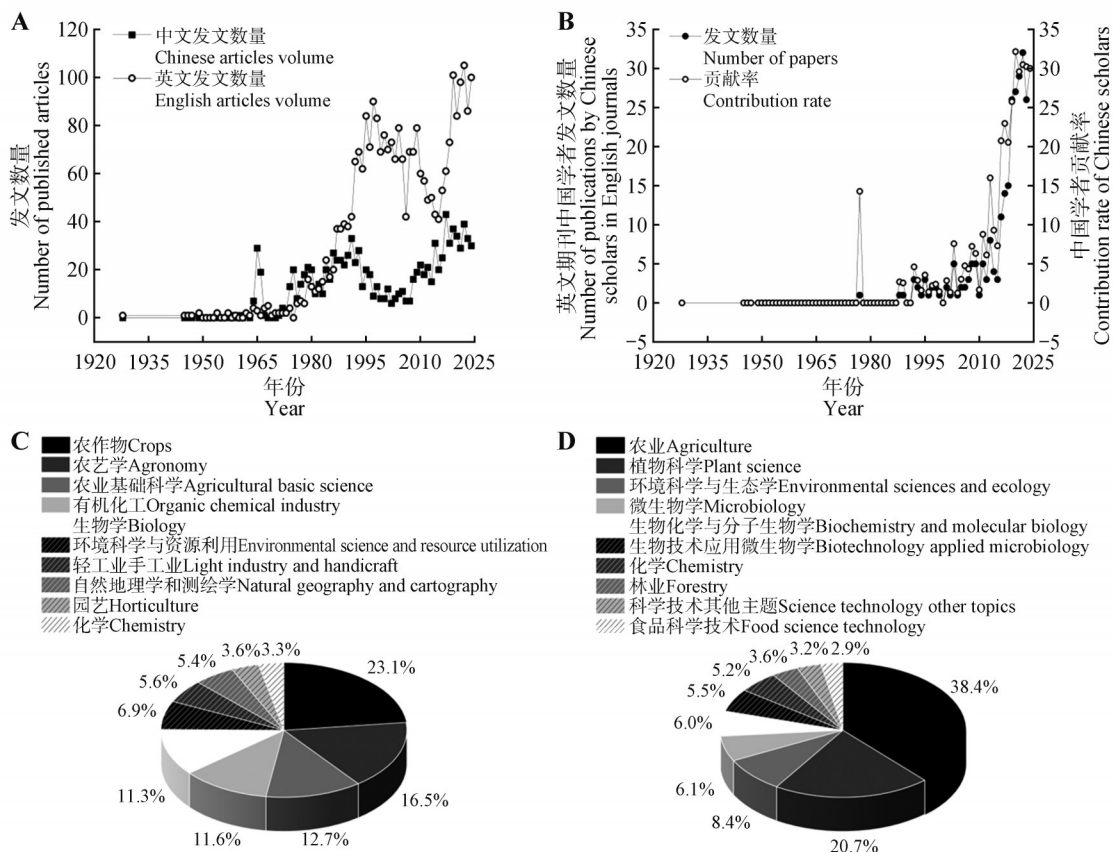 A
发文数量
Number of published articles
120
100
80
60
40
20
0
中文发文数量
Chinese articles volume
英文发文数量
English articles volume
1920
1935
1950
1965
1980
1995
2010
2025
年份
Year
B
英文期刊中国学者发文数量
Number of publications by Chinese
scholars in English journals
35
30
25
20
15
10
5
0
−5
发文数量
Number of papers
贡献率
Contribution rate
35
30
25
20
15
10
5
0
−5
中国学者贡献率
Contribution rate of Chinese scholars
1920
1935
1950
1965
1980
1995
2010
2025
年份
Year
C
农作物Crops
农艺学Agronomy
农业基础科学Agricultural basic science
有机化工Organic chemical industry
生物学Biology
环境科学与资源利用Environmental science and resource utilization
轻工业手工业Light industry and handicraft
自然地理学和测绘学Natural geography and cartography
园艺Horticulture
化学Chemistry
23.1%
16.5%
12.7%
11.6%
11.3%
6.9%
5.6%
5.4%
3.6%
3.3%
D
农业Agriculture
植物科学Plant science
环境科学与生态学Environmental sciences and ecology
微生物学Microbiology
生物化学与分子生物学Biochemistry and molecular biology
生物技术应用微生物学Biotechnology applied microbiology
化学Chemistry
林业Forestry
科学技术其他主题Science technology other topics
食品科学技术Food science technology
38.4%
20.7%
8.4%
6.1%
6.0%
5.5%
5.2%
3.6%
3.2%
2.9%